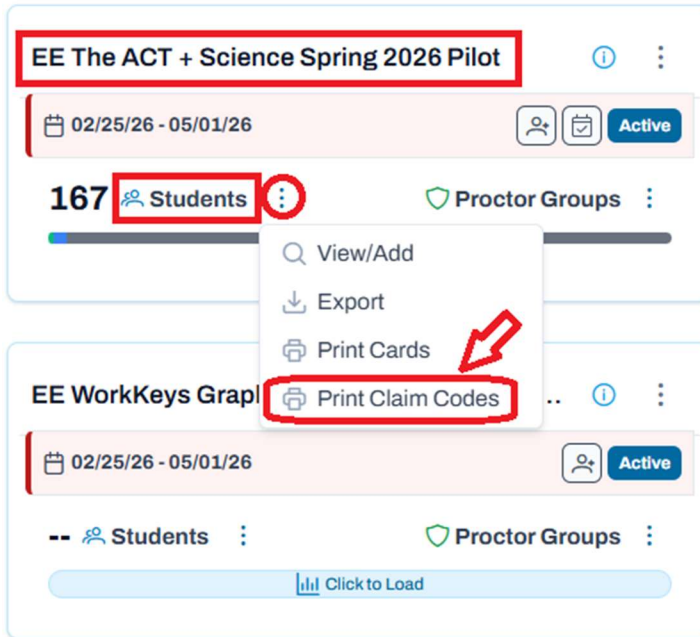 EE The ACT + Science Spring 2026 Pilot
02/25/26 - 05/01/26 Active
167 Students Proctor Groups
View/Add
Export
Print Cards
Print Claim Codes
EE WorkKeys Grap ..
02/25/26 - 05/01/26 Active
-- Students Proctor Groups
Click to Load